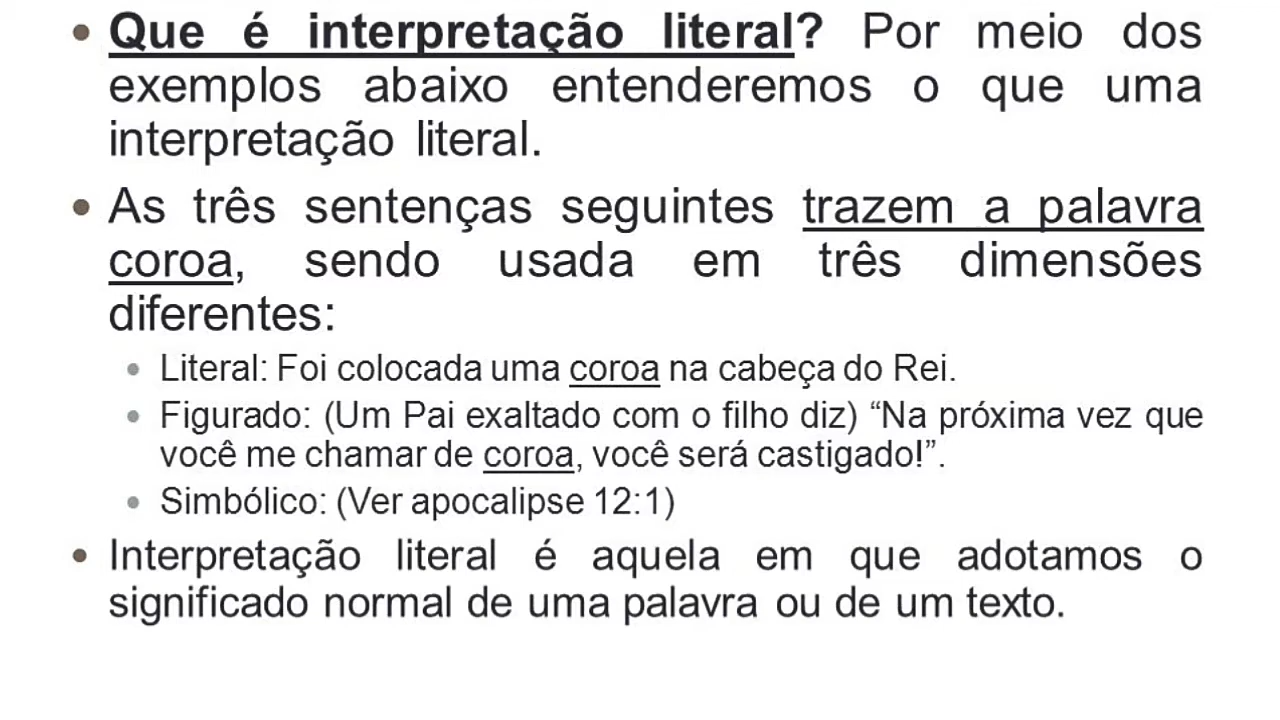 • Que é interpretação literal? Por meio dos
exemplos abaixo entenderemos o que uma
interpretação literal.
• As três sentenças seguintes trazem a palavra
coroa, sendo usada em três dimensões
diferentes:
• Literal: Foi colocada uma coroa na cabeça do Rei.
• Figurado: (Um Pai exaltado com o filho diz) “Na próxima vez que
você me chamar de coroa, você será castigado!”.
• Simbólico: (Ver apocalipse 12:1)
• Interpretação literal é aquela em que adotamos o
significado normal de uma palavra ou de um texto.